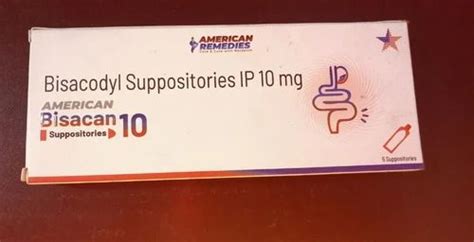 AMERICAN
REMEDIES
Bisacodyl Suppositories IP 10 mg
AMERICAN
Bisacan 10
Suppositories
5 Suppositories